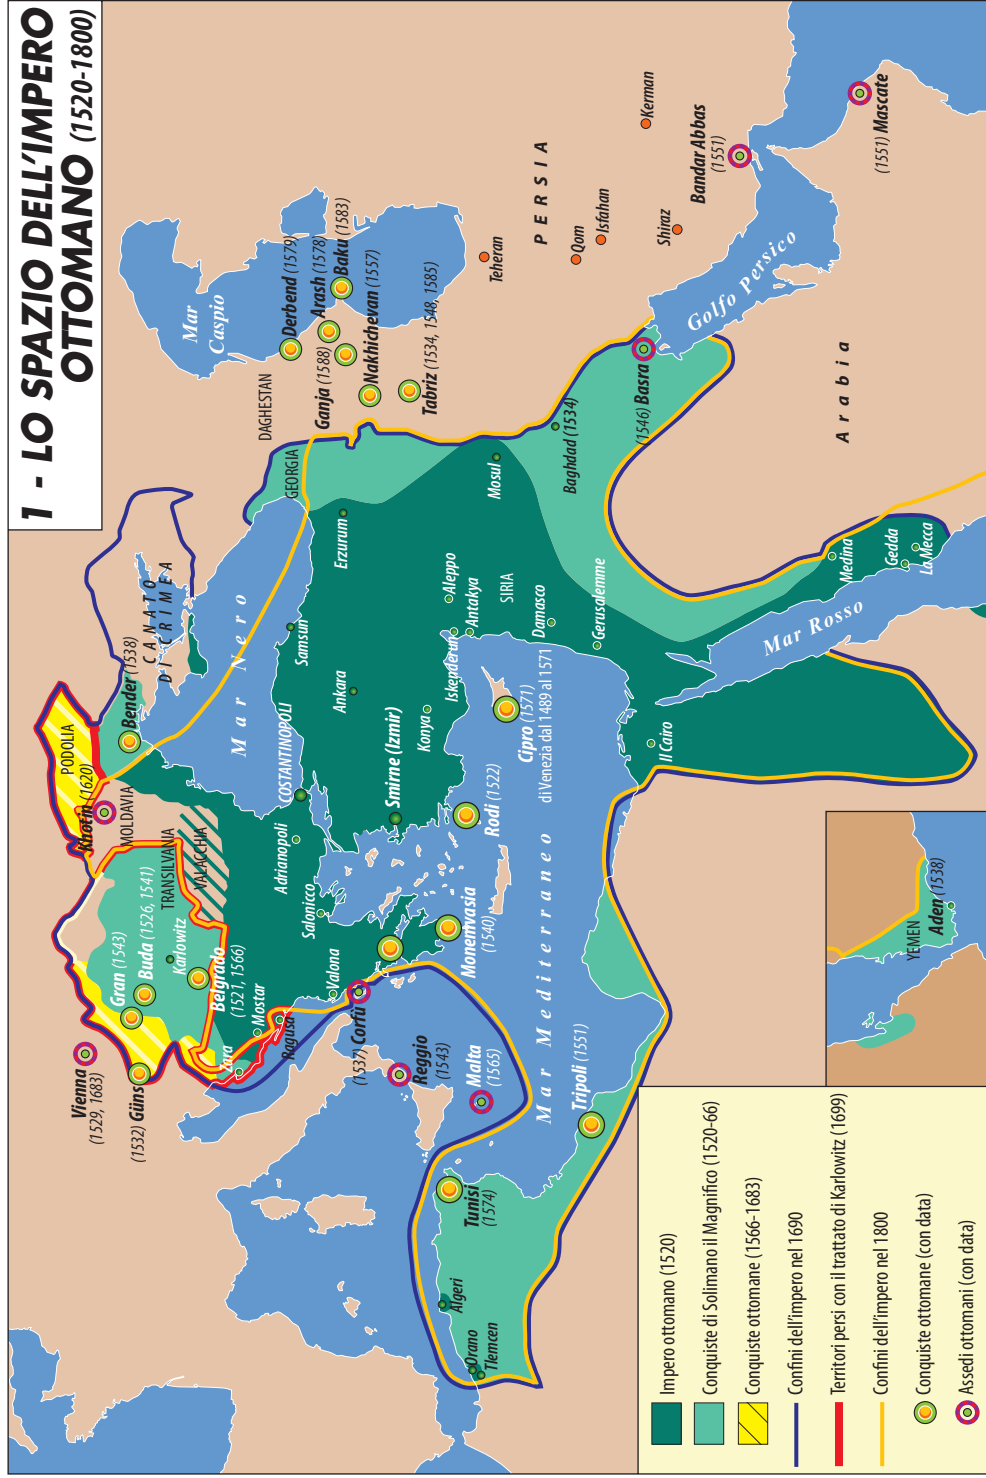 1 - LO SPAZIO DELL'IMPERO
OTTOMANO (1520-1800)
Vienna
(1529, 1683)
(1532) Güns
Gran (1543)
Buda (1526, 1541)
Karlowitz
Belgrado
(1521, 1566)
Zara
Mostar
Ragusa
TRANSILVANIA
VALACCHIA
MOLDAVIA
PODOLIA
Khotin (1620)
Bender (1538)
CANATO
DI CRIMEA
Mar Nero
GEORGIA
DAGHESTAN
Mar
Caspio
Derbend (1579)
Arash (1578)
Baku (1583)
Ganja (1588)
Nakhichevan (1557)
Tabriz (1534, 1548, 1585)
Teheran
PERSIA
Qom
Isfahan
Shiraz
Kerman
Bandar Abbas
(1551)
(1551) Mascate
Golfo Persico
(1546) Basra
Baghdad (1534)
Mosul
Erzurum
Samsun
Ankara
Konya
COSTANTINOPOLI
Adrianopoli
Salonicco
Valona
(1537) Corfù
Reggio
(1543)
Malta
(1565)
Smirne (Izmir)
Rodi (1522)
Monemvasia
(1540)
Cipro (1571)
di Venezia dal 1489 al 1571
Iskenderun
Aleppo
Antakya
SIRIA
Damasco
Gerusalemme
Il Cairo
Mar Rosso
Medina
Gedda
La Mecca
Arabia
Mar Mediterraneo
Tripoli (1551)
Tunisi
(1574)
Algeri
Orano
Tlemcen
YEMEN
Aden (1538)
Impero ottomano (1520)
Conquiste di Solimano il Magnifico (1520-66)
Conquiste ottomane (1566-1683)
Confini dell'impero nel 1690
Territori persi con il trattato di Karlowitz (1699)
Confini dell'impero nel 1800
Conquiste ottomane (con data)
Assedi ottomani (con data)